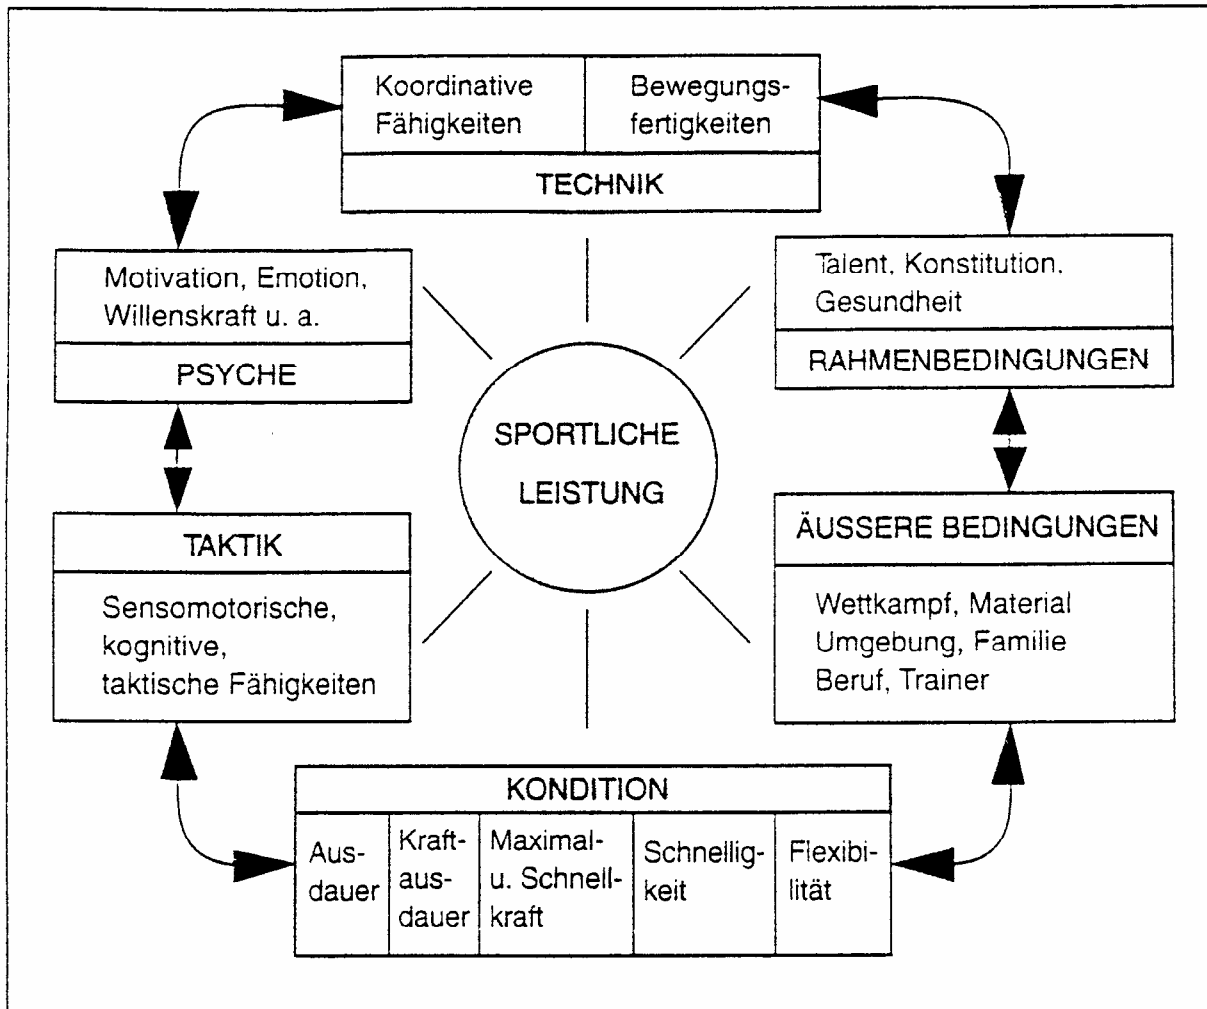 Koordinative
Fähigkeiten
Bewegungs-
fertigkeiten
TECHNIK
Motivation, Emotion,
Willenskraft u. a.
PSYCHE
Talent, Konstitution.
Gesundheit
RAHMENBEDINGUNGEN
SPORTLICHE
LEISTUNG
TAKTIK
Sensomotorische,
kognitive,
taktische Fähigkeiten
ÄUSSERE BEDINGUNGEN
Wettkampf, Material
Umgebung, Familie
Beruf, Trainer
KONDITION
Aus-
dauer
Kraft-
aus-
dauer
Maximal-
u. Schnell-
kraft
Schnellig-
keit
Flexibi-
lität